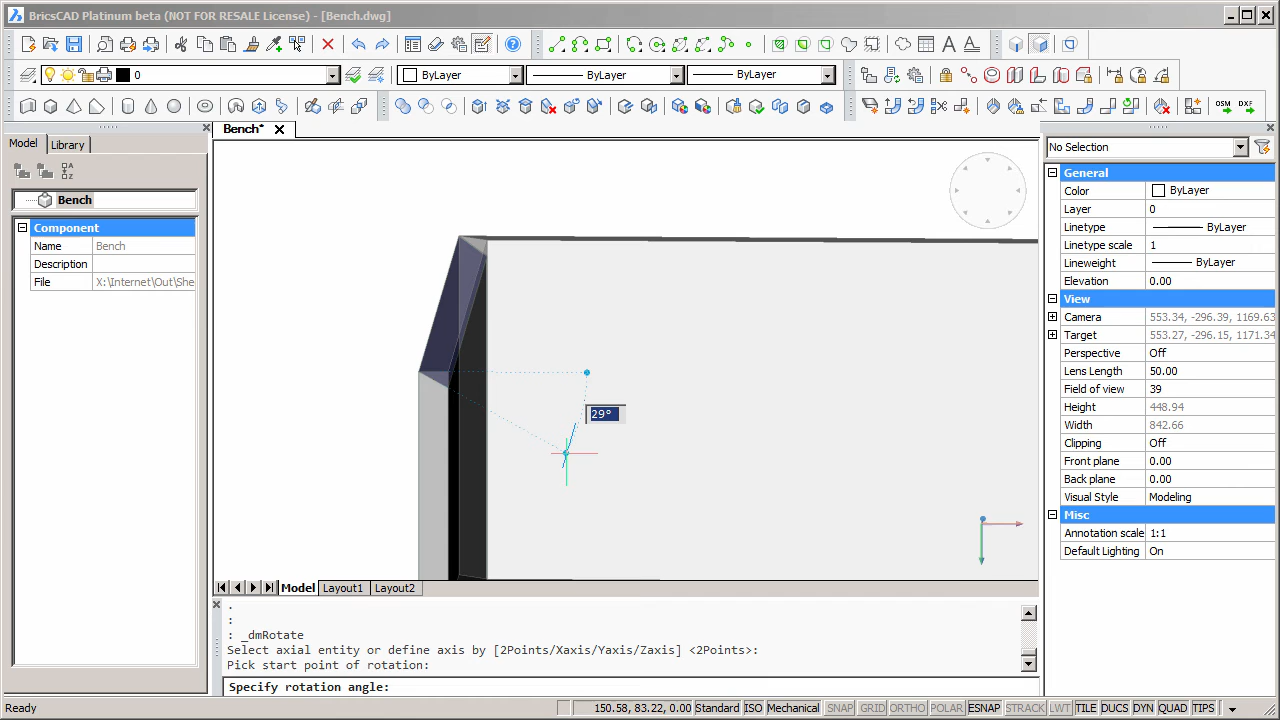 BricsCAD Platinum beta (NOT FOR RESALE License) - [Bench.dwg]
0
ByLayer
ByLayer
ByLayer
OSM
DXF
Model
Library
Bench
Component
Name Bench
Description
File X:\Internet\Out\She
Bench*
29°
Model
Layout1
Layout2
:
:
: _dmRotate
Select axial entity or define axis by [2Points/Xaxis/Yaxis/Zaxis] <2Points>:
Pick start point of rotation:
Specify rotation angle:
No Selection
General
Color ByLayer
Layer 0
Linetype ByLayer
Linetype scale 1
Lineweight ByLayer
Elevation 0.00
View
Camera 553.34, -296.39, 1169.63
Target 553.27, -296.15, 1171.34
Perspective Off
Lens Length 50.00
Field of view 39
Height 448.94
Width 842.66
Clipping Off
Front plane 0.00
Back plane 0.00
Visual Style Modeling
Misc
Annotation scale 1:1
Default Lighting On
Ready
150.58, 83.22, 0.00 Standard ISO Mechanical SNAP GRID ORTHO POLAR ESNAP STRACK LWT TILE DUCS DYN QUAD TIPS